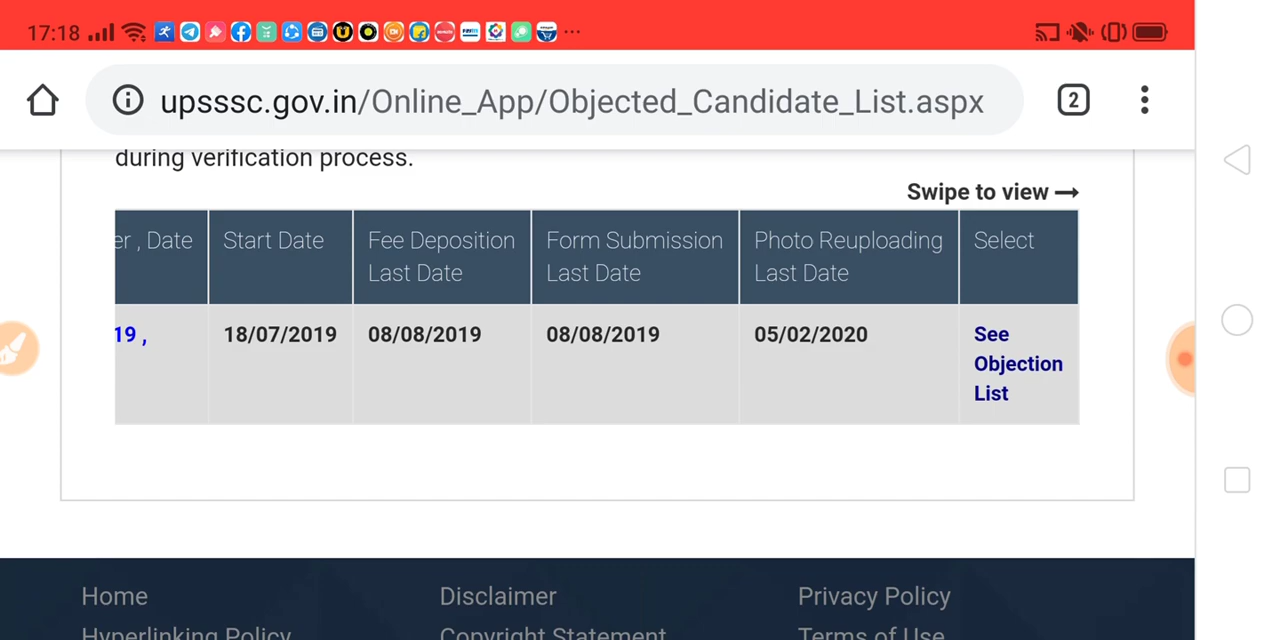 17:18
upsssc.gov.in/Online_App/Objected_Candidate_List.aspx
2
during verification process.
Swipe to view →
er , Date
Start Date
Fee Deposition
Last Date
Form Submission
Last Date
Photo Reuploading
Last Date
Select
19 ,
18/07/2019
08/08/2019
08/08/2019
05/02/2020
See
Objection
List
Home
Disclaimer
Privacy Policy
Hyperlinking Policy
Copyright Statement
Terms of Use